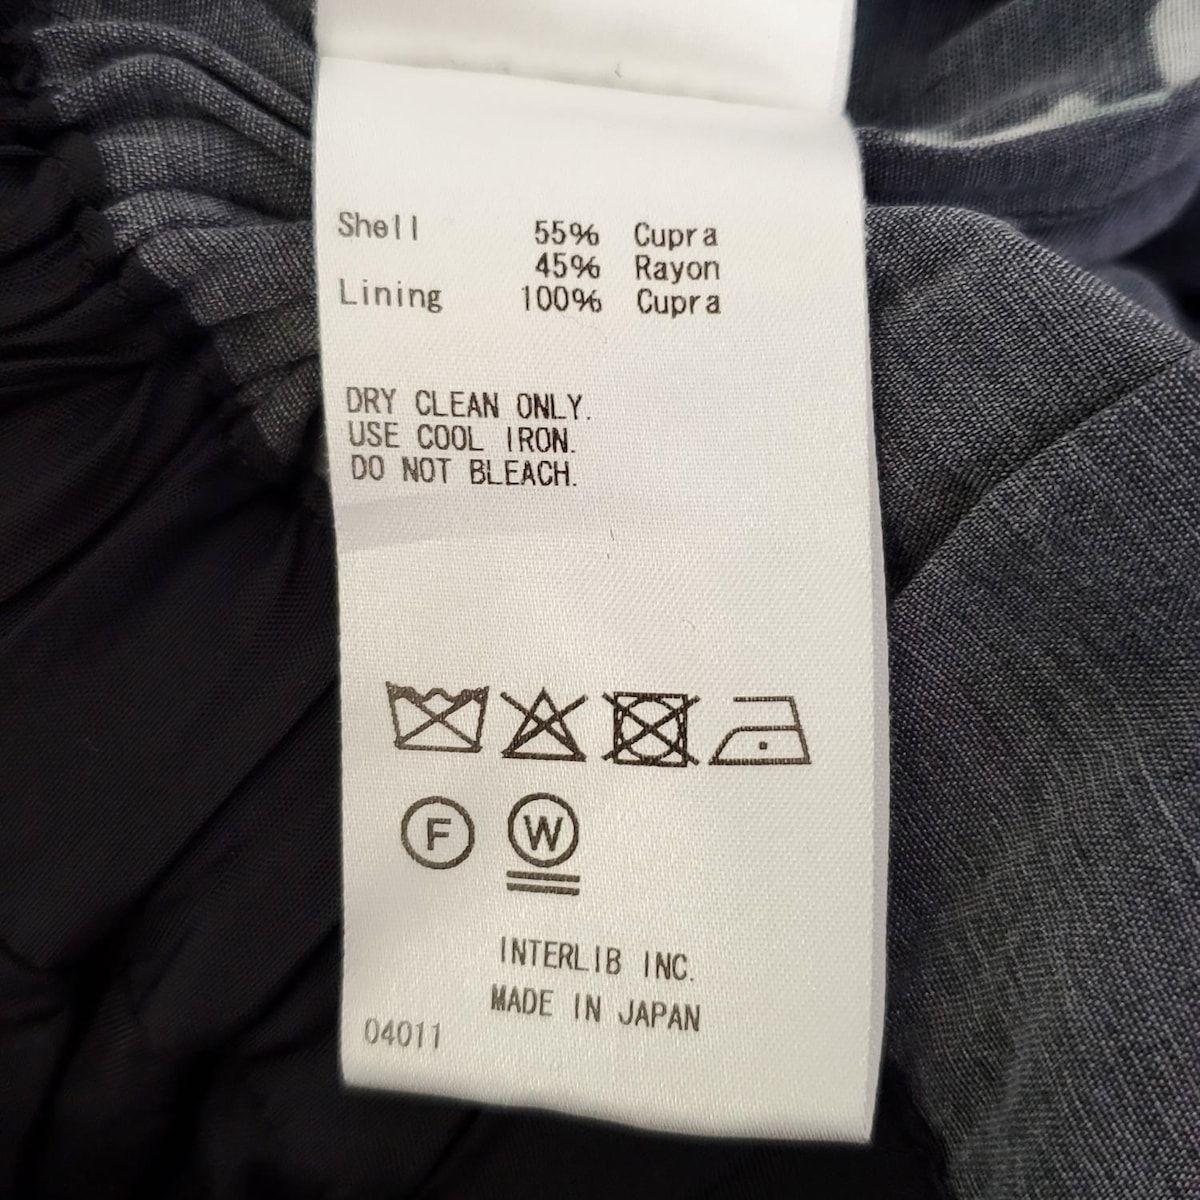 Shell 55% Cupra
45% Rayon
Lining 100% Cupra
DRY CLEAN ONLY.
USE COOL IRON.
DO NOT BLEACH.
F W
INTERLIB INC.
MADE IN JAPAN
04011